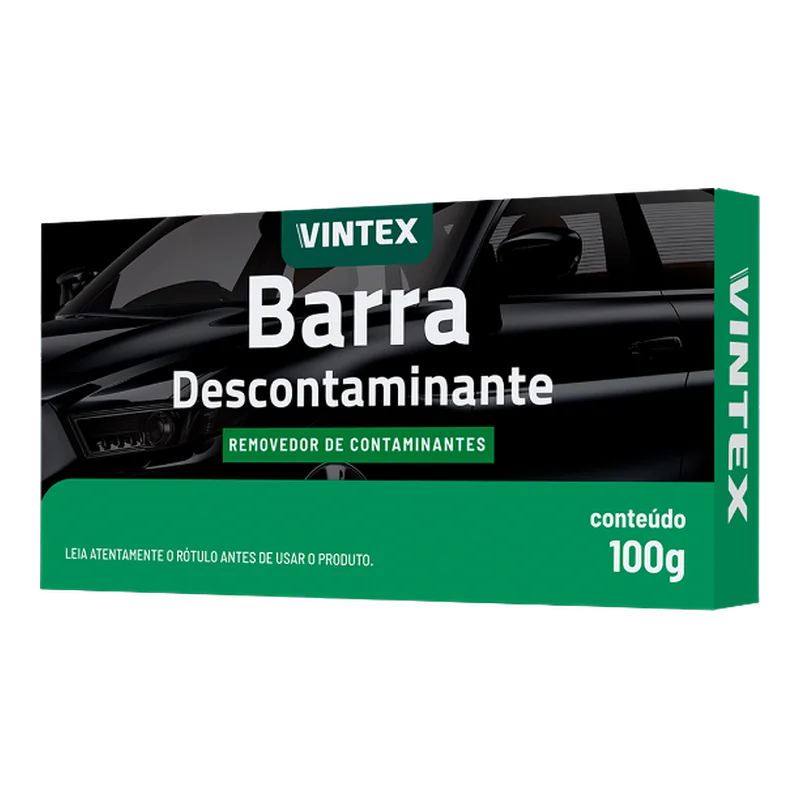 VINTEX
Barra
Descontaminante
REMOVEDOR DE CONTAMINANTES
conteúdo
100g
LEIA ATENTAMENTE O RÓTULO ANTES DE USAR O PRODUTO.
VINTEX